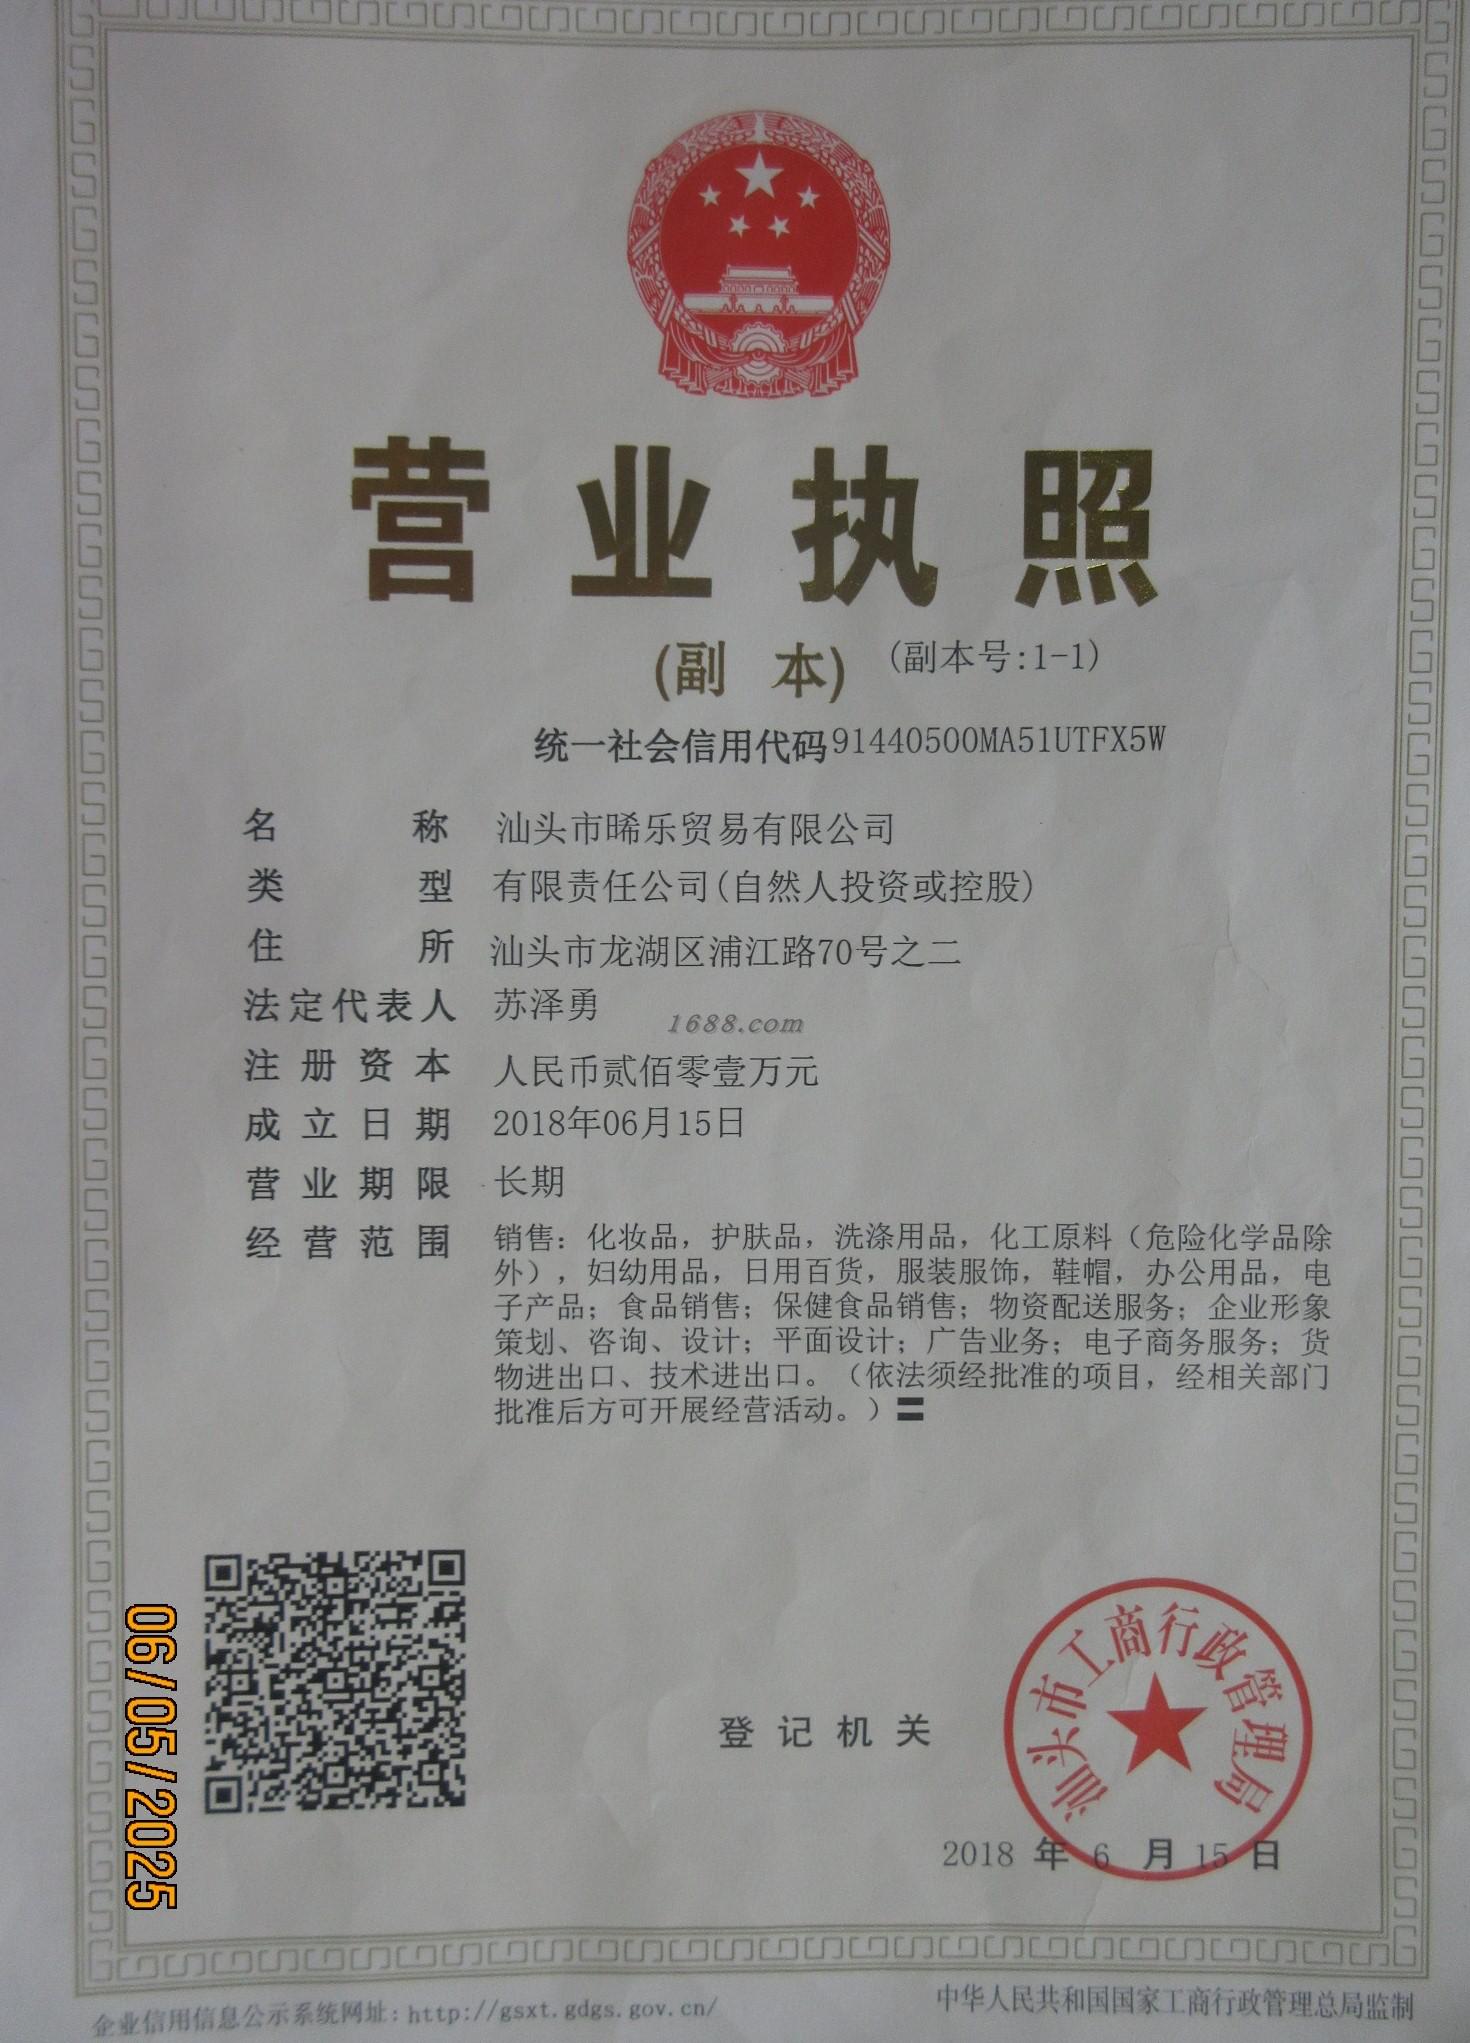 营业执照
(副 本) (副本号:1-1)
统一社会信用代码91440500MA51UTFX5W
名 称 汕头市晞乐贸易有限公司
类 型 有限责任公司(自然人投资或控股)
住 所 汕头市龙湖区浦江路70号之二
法定代表人 苏泽勇
1688.com
注册资本 人民币贰佰零壹万元
成立日期 2018年06月15日
营业期限 长期
经营范围 销售：化妆品，护肤品，洗涤用品，化工原料（危险化学品除
外），妇幼用品，日用百货，服装服饰，鞋帽，办公用品，电
子产品；食品销售；保健食品销售；物资配送服务；企业形象
策划、咨询、设计；平面设计；广告业务；电子商务服务；货
物进出口、技术进出口。（依法须经批准的项目，经相关部门
批准后方可开展经营活动。）〓
06/05/2025
登记机关
汕头市工商行政管理局
2018 年 6 月 15 日
企业信用信息公示系统网址：http://gsxt.gdgs.gov.cn/
中华人民共和国国家工商行政管理总局监制